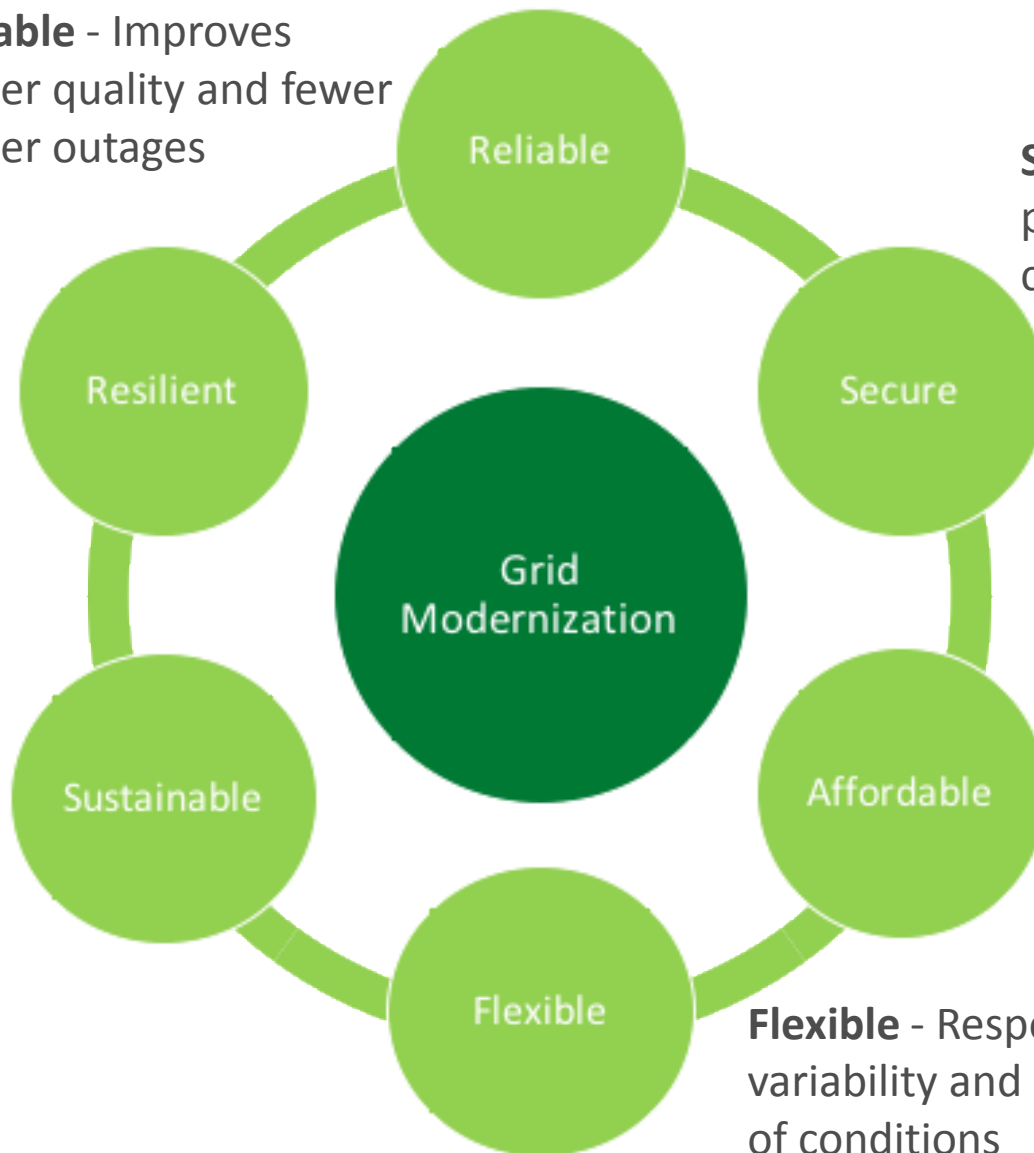 able - Improves
er quality and fewer
er outages
Reliable
S
p
Resilient
Secure
Grid
Modernization
Sustainable
Affordable
Flexible
Flexible - Respo
variability and
of conditions